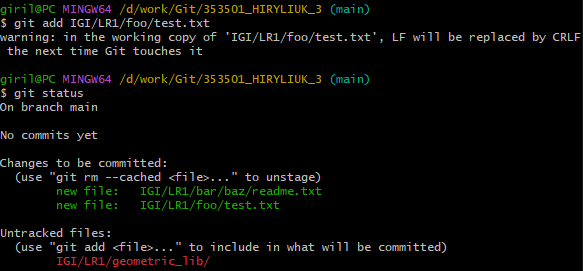 giril@PC MINGW64 /d/work/Git/353501_HIRYLIUK_3 (main)
$ git add IGI/LR1/foo/test.txt
warning: in the working copy of 'IGI/LR1/foo/test.txt', LF will be replaced by CRLF
the next time Git touches it
giril@PC MINGW64 /d/work/Git/353501_HIRYLIUK_3 (main)
$ git status
On branch main
No commits yet
Changes to be committed:
(use "git rm --cached <file>..." to unstage)
new file:   IGI/LR1/bar/baz/readme.txt
new file:   IGI/LR1/foo/test.txt
Untracked files:
(use "git add <file>..." to include in what will be committed)
IGI/LR1/geometric_lib/